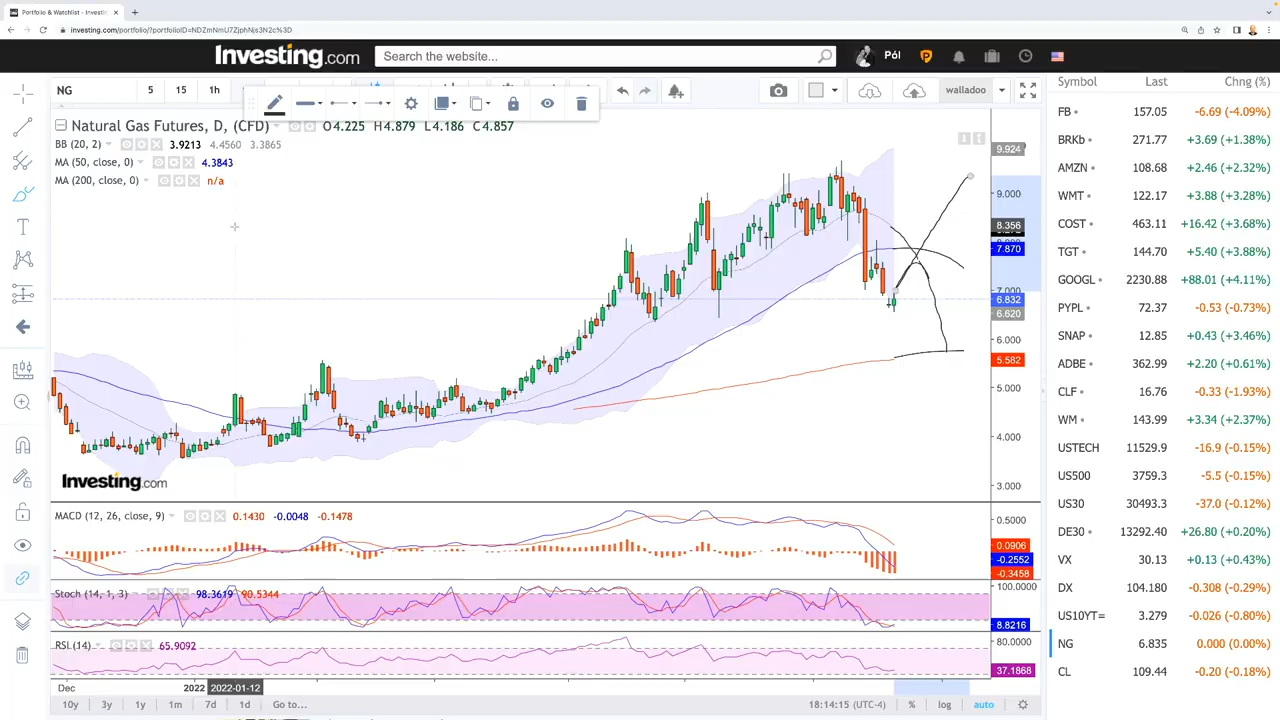 Portfolio & Watchlist - Investi
investing.com/portfolio/?portfolioID=NDZmNmU7ZjphNjs3N2c%3D
Investing.com
Search the website...
Pól
NG 5 15 1h
walladoo
Natural Gas Futures, D, (CFD) O4.225 H4.879 L4.186 C4.857
BB (20, 2) 3.9213 4.4560 3.3865
MA (50, close, 0) 4.3843
MA (200, close, 0) n/a
9.924
9.000
8.356
7.870
7.000
6.832
6.620
6.000
5.582
5.000
4.000
3.000
Investing.com
MACD (12, 26, close, 9) 0.1430 -0.0048 -0.1478
0.5000
0.0906
-0.2552
-0.3458
Stoch (14, 1, 3) 98.3619 90.5344
100.0000
8.8216
RSI (14) 65.9092
80.0000
37.1868
Dec 2022 2022-01-12
10y 3y 1y 1m 7d 1d Go to... 18:14:15 (UTC-4) % log auto
Symbol Last Chng (%)
FB 157.05 -6.69 (-4.09%)
BRKb 271.77 +3.69 (+1.38%)
AMZN 108.68 +2.46 (+2.32%)
WMT 122.17 +3.88 (+3.28%)
COST 463.11 +16.42 (+3.68%)
TGT 144.70 +5.40 (+3.88%)
GOOGL 2230.88 +88.01 (+4.11%)
PYPL 72.37 -0.53 (-0.73%)
SNAP 12.85 +0.43 (+3.46%)
ADBE 362.99 +2.20 (+0.61%)
CLF 16.76 -0.33 (-1.93%)
WM 143.99 +3.34 (+2.37%)
USTECH 11529.9 -16.9 (-0.15%)
US500 3759.3 -5.5 (-0.15%)
US30 30493.3 -37.0 (-0.12%)
DE30 13292.40 +26.80 (+0.20%)
VX 30.13 +0.13 (+0.43%)
DX 104.180 -0.308 (-0.29%)
US10YT= 3.279 -0.026 (-0.80%)
NG 6.835 0.000 (0.00%)
CL 109.44 -0.20 (-0.18%)